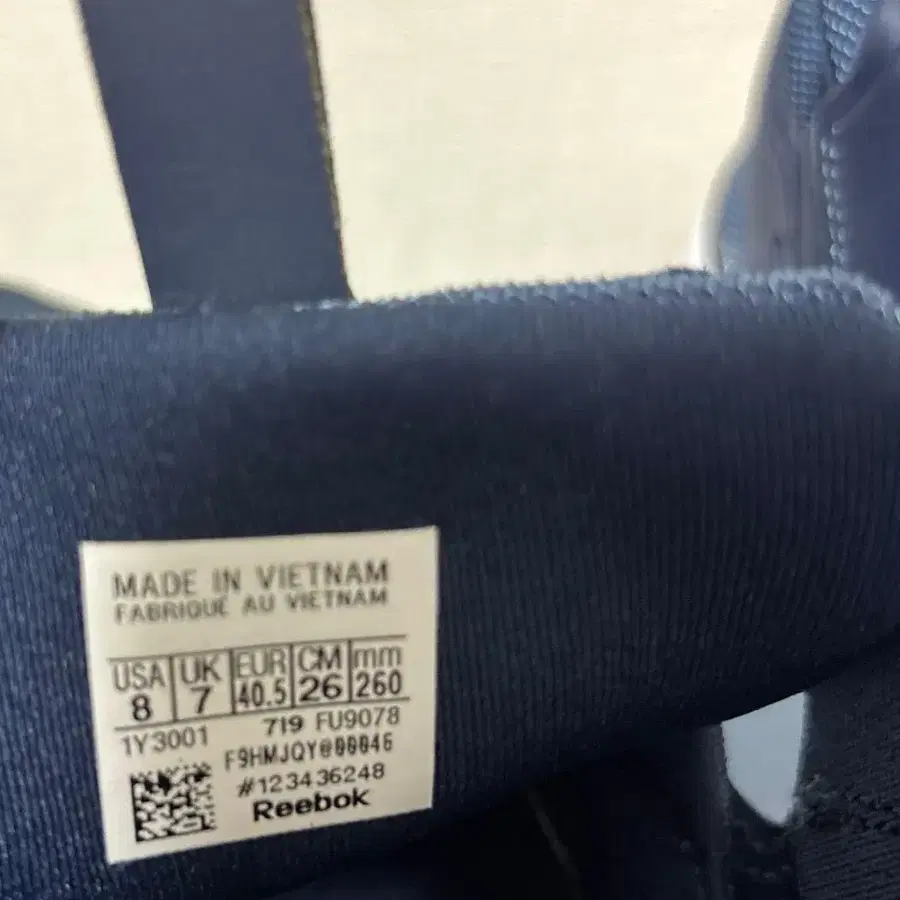 MADE IN VIETNAM
FABRIQUÉ AU VIETNAM
USA UK EUR CM mm
8 7 40.5 26 260
1Y3001 719 FU9078
F9HMJQY@00046
#123436248
Reebok